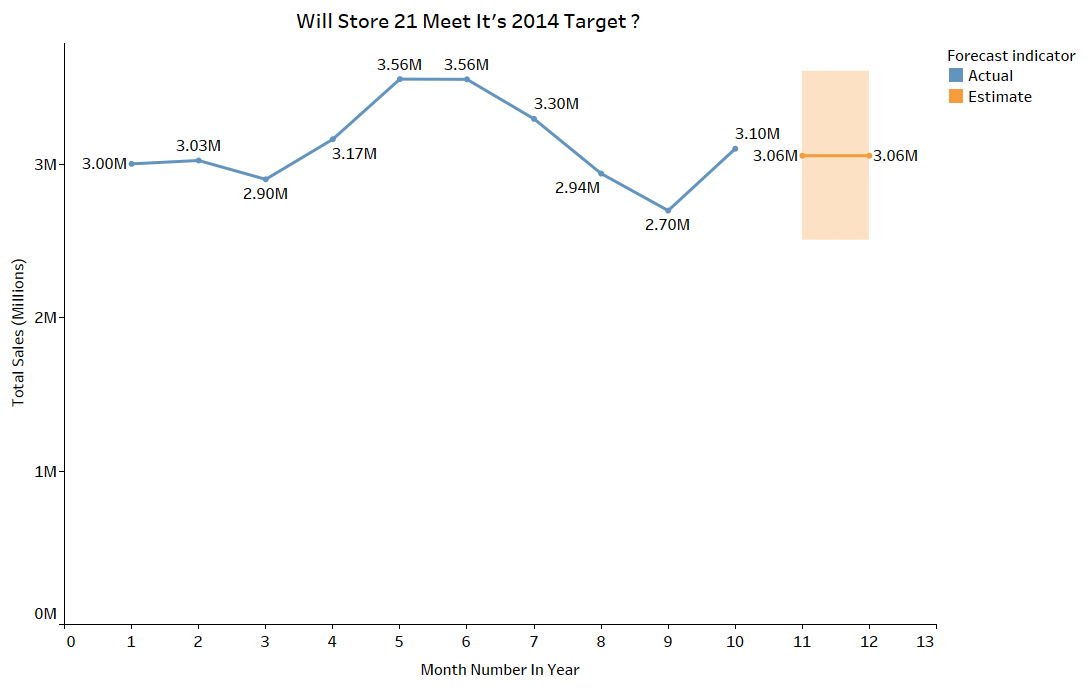 Will Store 21 Meet It's 2014 Target ?
Forecast indicator
Actual
Estimate
3.56M 3.56M
3.30M
3.10M
3.03M
3.00M
3.17M
2.90M
2.94M
2.70M
3.06M
3.06M
3M
2M
1M
0M
Total Sales (Millions)
0 1 2 3 4 5 6 7 8 9 10 11 12 13
Month Number In Year